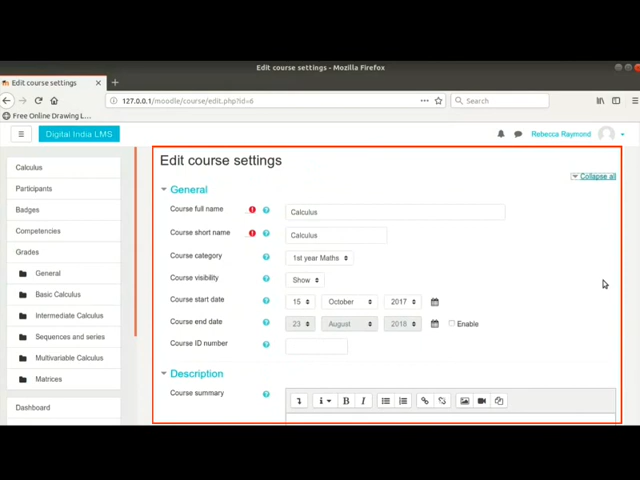 Edit course settings - Mozilla Firefox
Edit course settings
127.0.0.1/moodle/course/edit.php?id=6
Search
Free Online Drawing L…
Digital India LMS
Rebecca Raymond
Calculus
Participants
Badges
Competencies
Grades
General
Basic Calculus
Intermediate Calculus
Sequences and series
Multivariable Calculus
Matrices
Dashboard
Edit course settings
Collapse all
General
Course full name
Calculus
Course short name
Calculus
Course category
1st year Maths
Course visibility
Show
Course start date
15 October 2017
Course end date
23 August 2018 Enable
Course ID number
Description
Course summary
B I